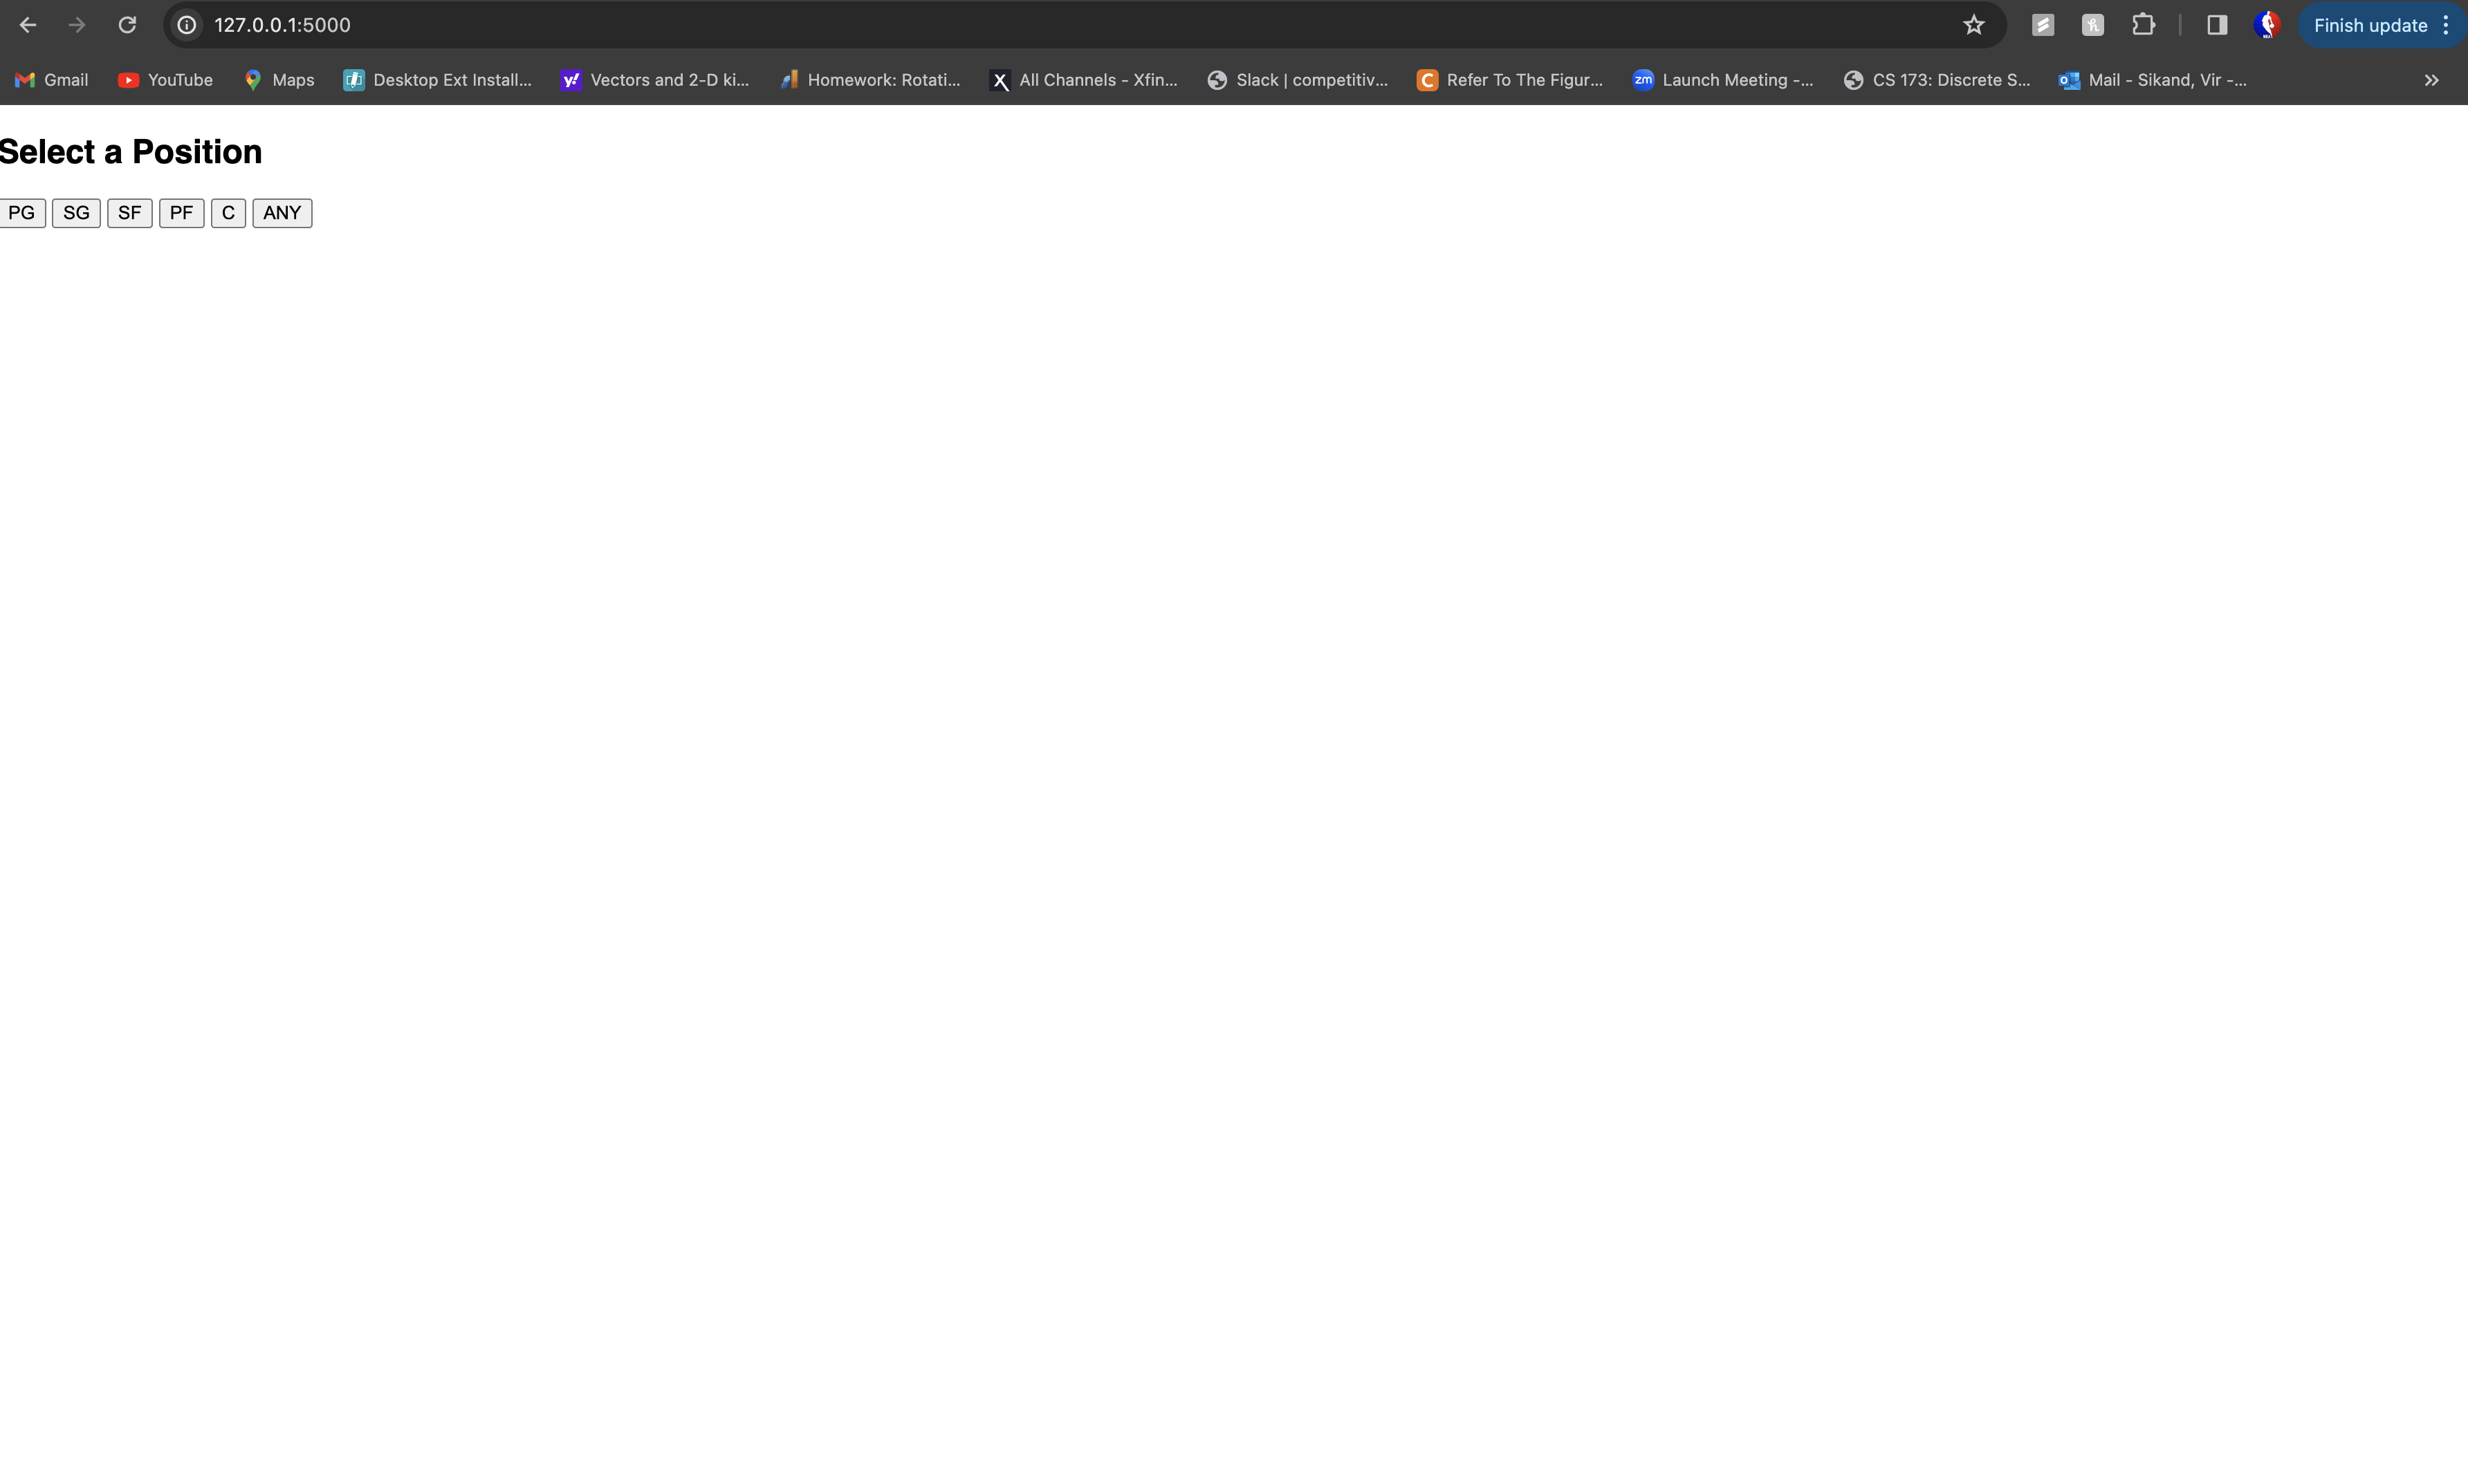 127.0.0.1:5000
Finish update
Gmail YouTube Maps Desktop Ext Install... Vectors and 2-D ki... Homework: Rotati... All Channels - Xfin... Slack | competitiv... Refer To The Figur... Launch Meeting -... CS 173: Discrete S... Mail - Sikand, Vir -...
Select a Position
PG SG SF PF C ANY